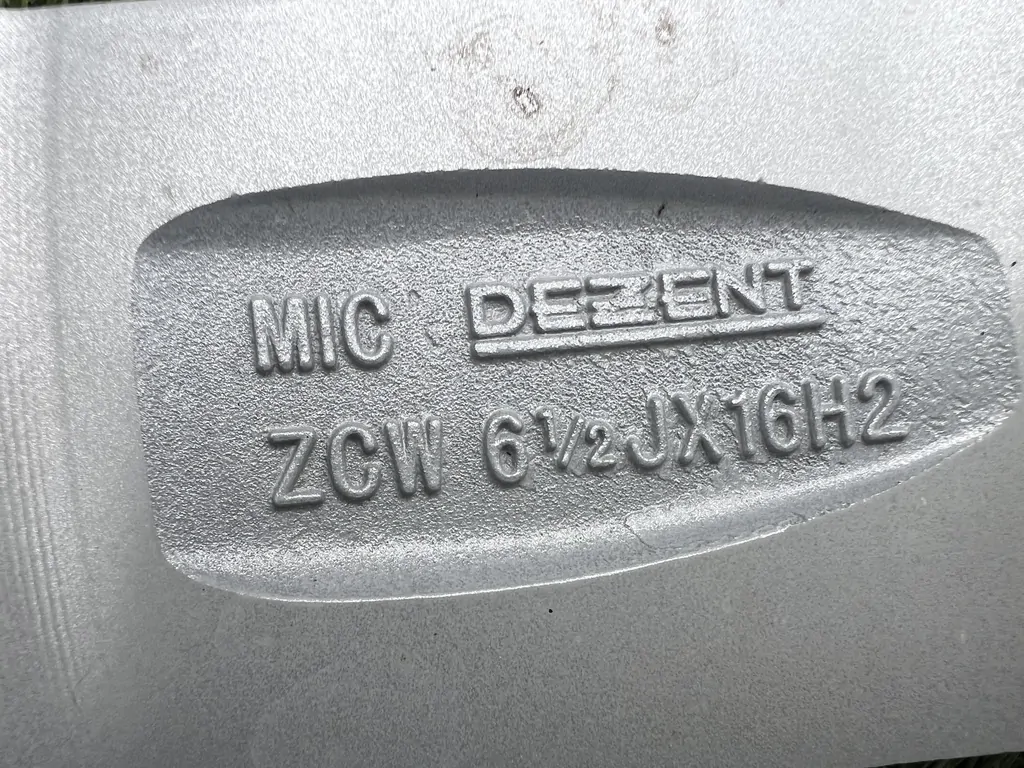 MIC DEZENT
ZCW 6½JX16H2